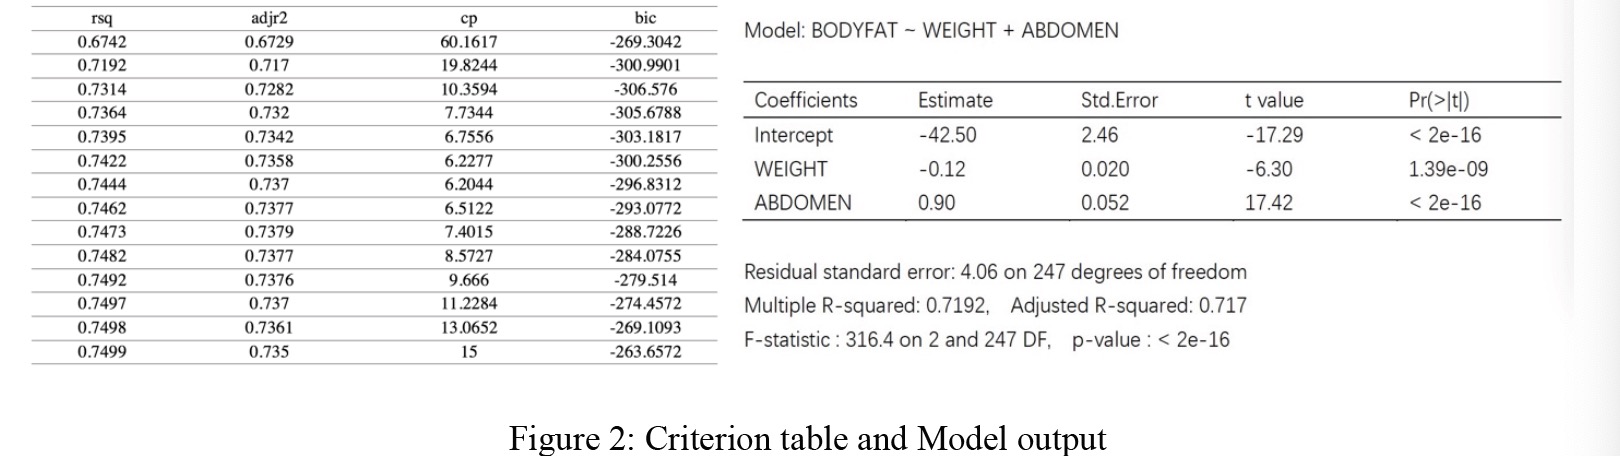 rsq adjr2 cp bic
0.6742 0.6729 60.1617 -269.3042
0.7192 0.717 19.8244 -300.9901
0.7314 0.7282 10.3594 -306.576
0.7364 0.732 7.7344 -305.6788
0.7395 0.7342 6.7556 -303.1817
0.7422 0.7358 6.2277 -300.2556
0.7444 0.737 6.2044 -296.8312
0.7462 0.7377 6.5122 -293.0772
0.7473 0.7379 7.4015 -288.7226
0.7482 0.7377 8.5727 -284.0755
0.7492 0.7376 9.666 -279.514
0.7497 0.737 11.2284 -274.4572
0.7498 0.7361 13.0652 -269.1093
0.7499 0.735 15 -263.6572
Model: BODYFAT ~ WEIGHT + ABDOMEN
Coefficients Estimate Std.Error t value Pr(>|t|)
Intercept -42.50 2.46 -17.29 < 2e-16
WEIGHT -0.12 0.020 -6.30 1.39e-09
ABDOMEN 0.90 0.052 17.42 < 2e-16
Residual standard error: 4.06 on 247 degrees of freedom
Multiple R-squared: 0.7192, Adjusted R-squared: 0.717
F-statistic : 316.4 on 2 and 247 DF, p-value : < 2e-16
Figure 2: Criterion table and Model output